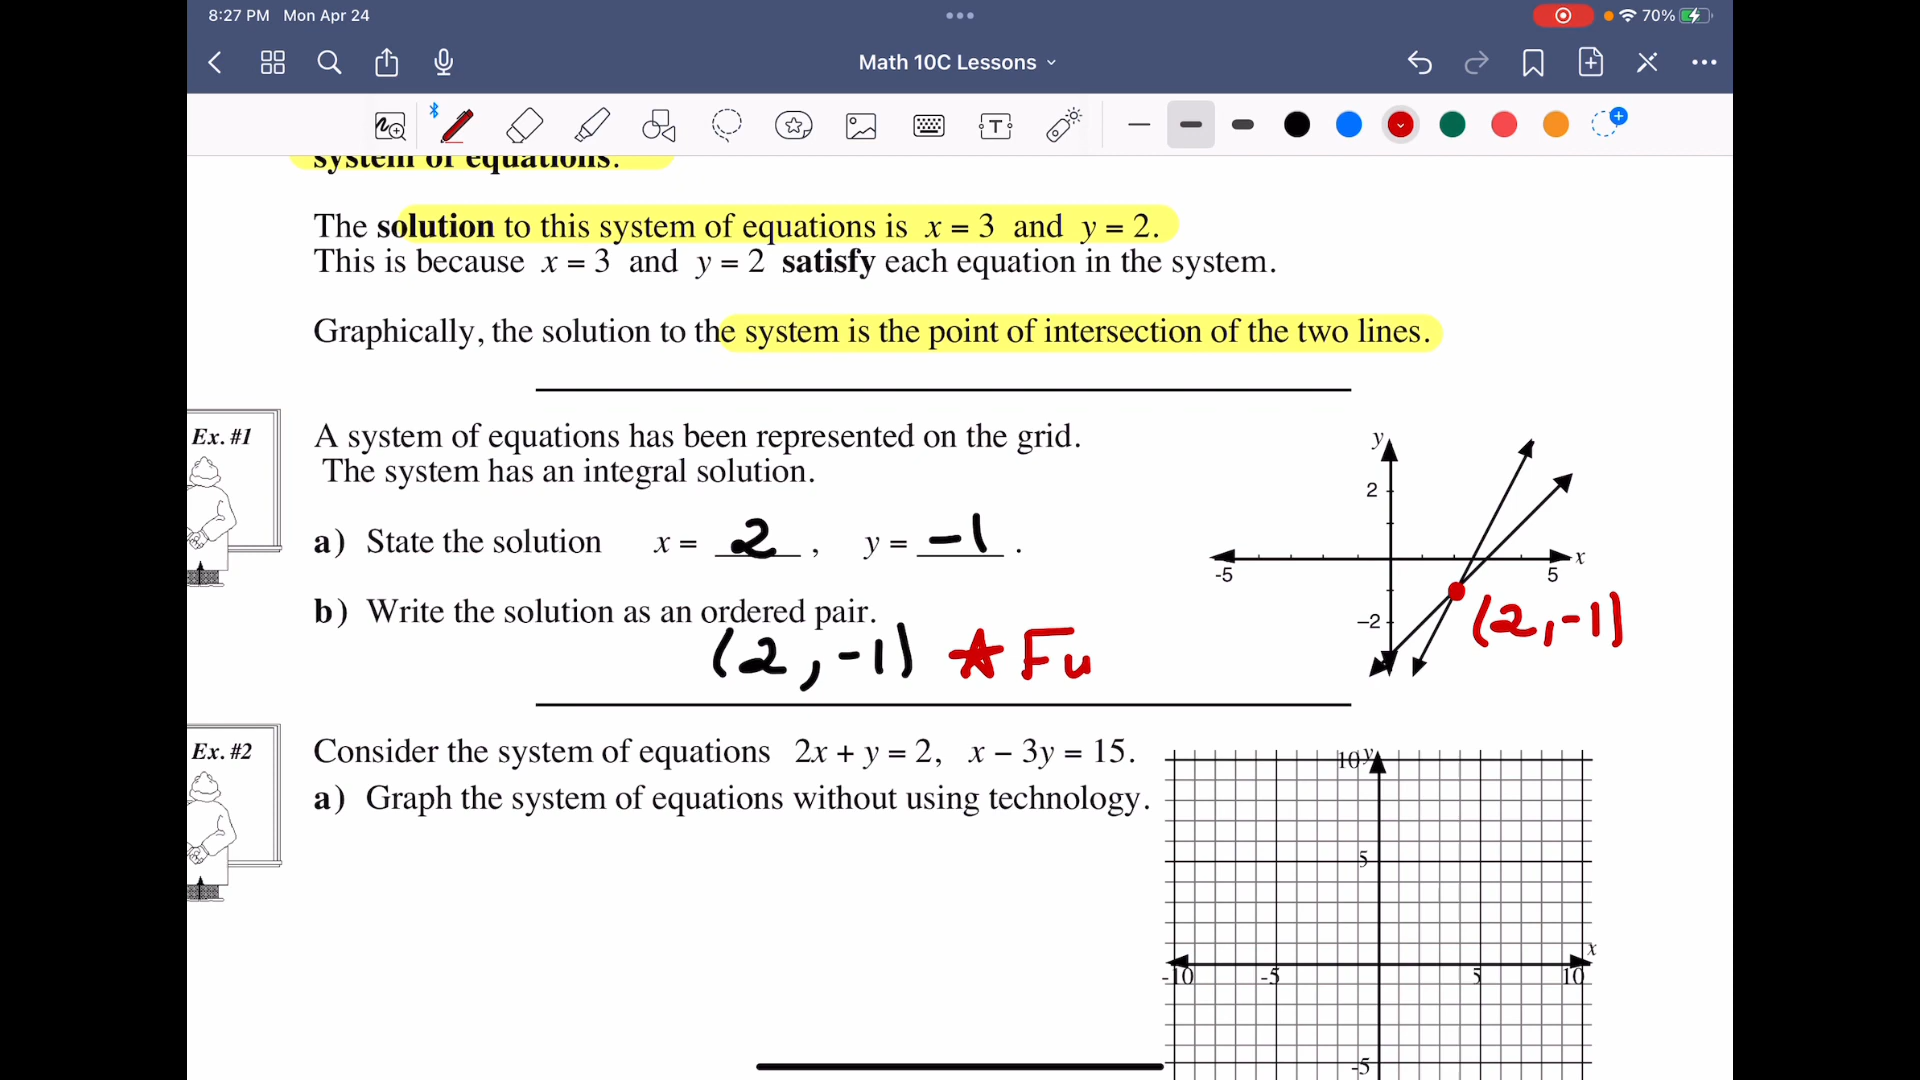 8:27 PM Mon Apr 24
70%
Math 10C Lessons
system of equations.
The solution to this system of equations is x = 3 and y = 2.
This is because x = 3 and y = 2 satisfy each equation in the system.
Graphically, the solution to the system is the point of intersection of the two lines.
Ex. #1
A system of equations has been represented on the grid.
The system has an integral solution.
a) State the solution x = 2 , y = -1 .
b) Write the solution as an ordered pair.
(2, -1) ★ Fu
y
2
-5
5
x
-2
(2, -1)
Ex. #2
Consider the system of equations 2x + y = 2, x − 3y = 15.
a) Graph the system of equations without using technology.
10 y
5
x
-10 -5 5 10
-5